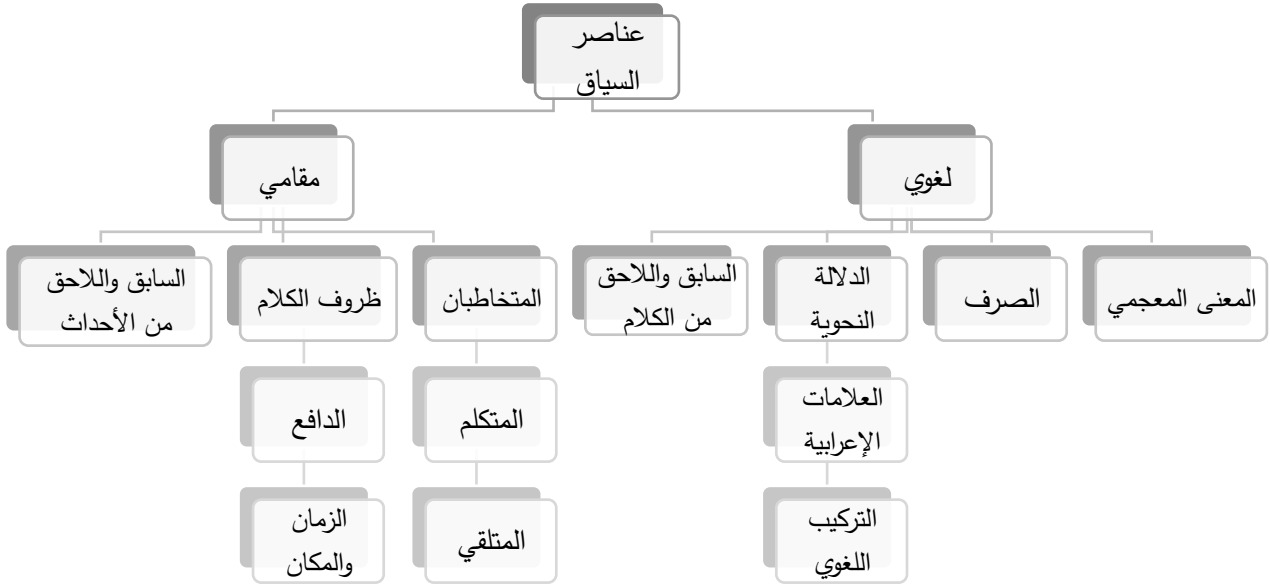 عناصر
السياق
لغوي
مقامي
المعنى المعجمي
الصرف
الدلالة
النحوية
السابق واللاحق
من الكلام
المتخاطبان
ظروف الكلام
السابق واللاحق
من الأحداث
العلامات
الإعرابية
المتكلم
الدافع
التركيب
اللغوي
المتلقي
الزمان
والمكان